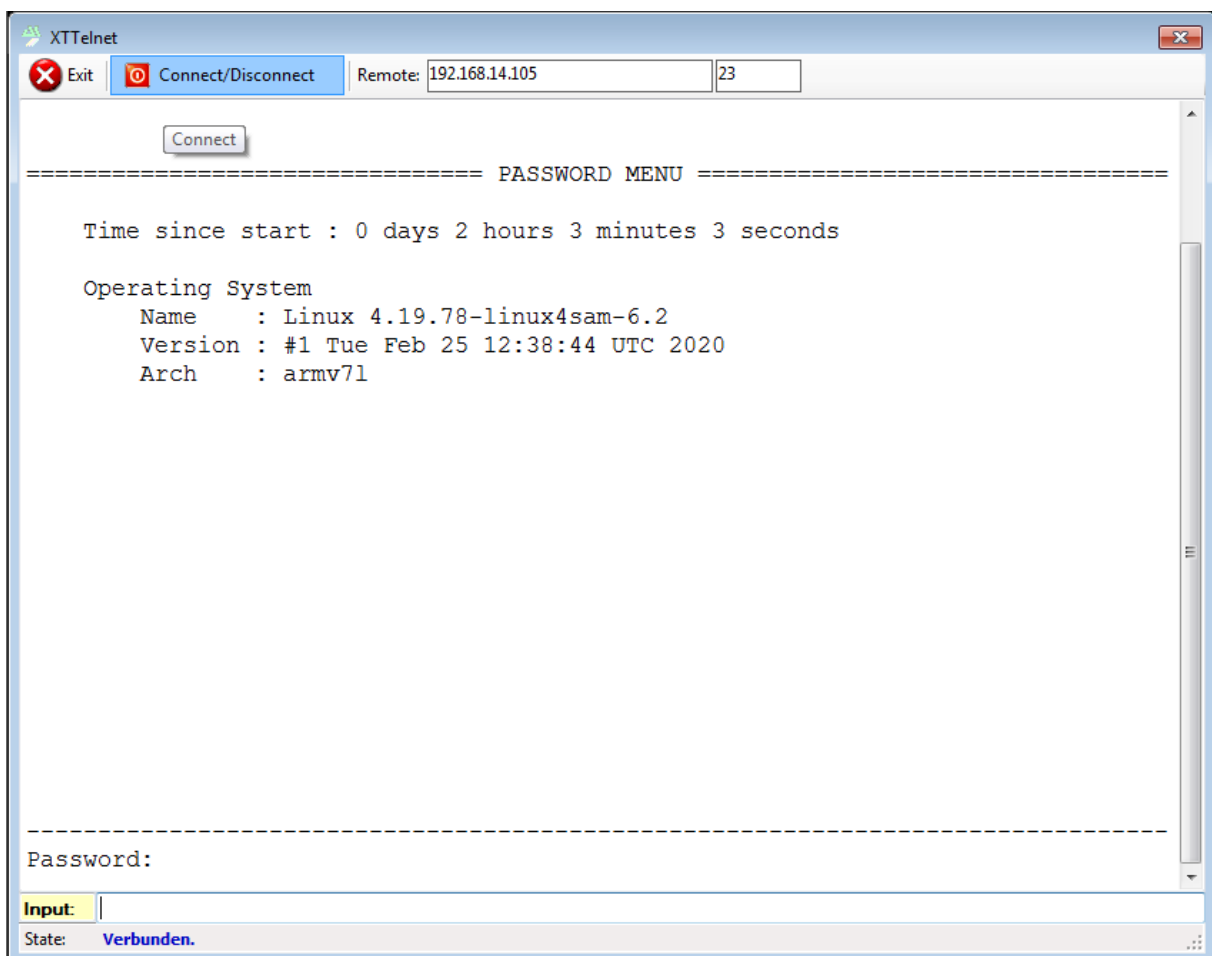 XTTelnet
Exit Connect/Disconnect Remote: 192.168.14.105 23
Connect
================================ PASSWORD MENU =================================
Time since start : 0 days 2 hours 3 minutes 3 seconds
Operating System
Name    : Linux 4.19.78-linux4sam-6.2
Version : #1 Tue Feb 25 12:38:44 UTC 2020
Arch    : armv7l
--------------------------------------------------------------------------------
Password:
Input:
State: Verbunden.